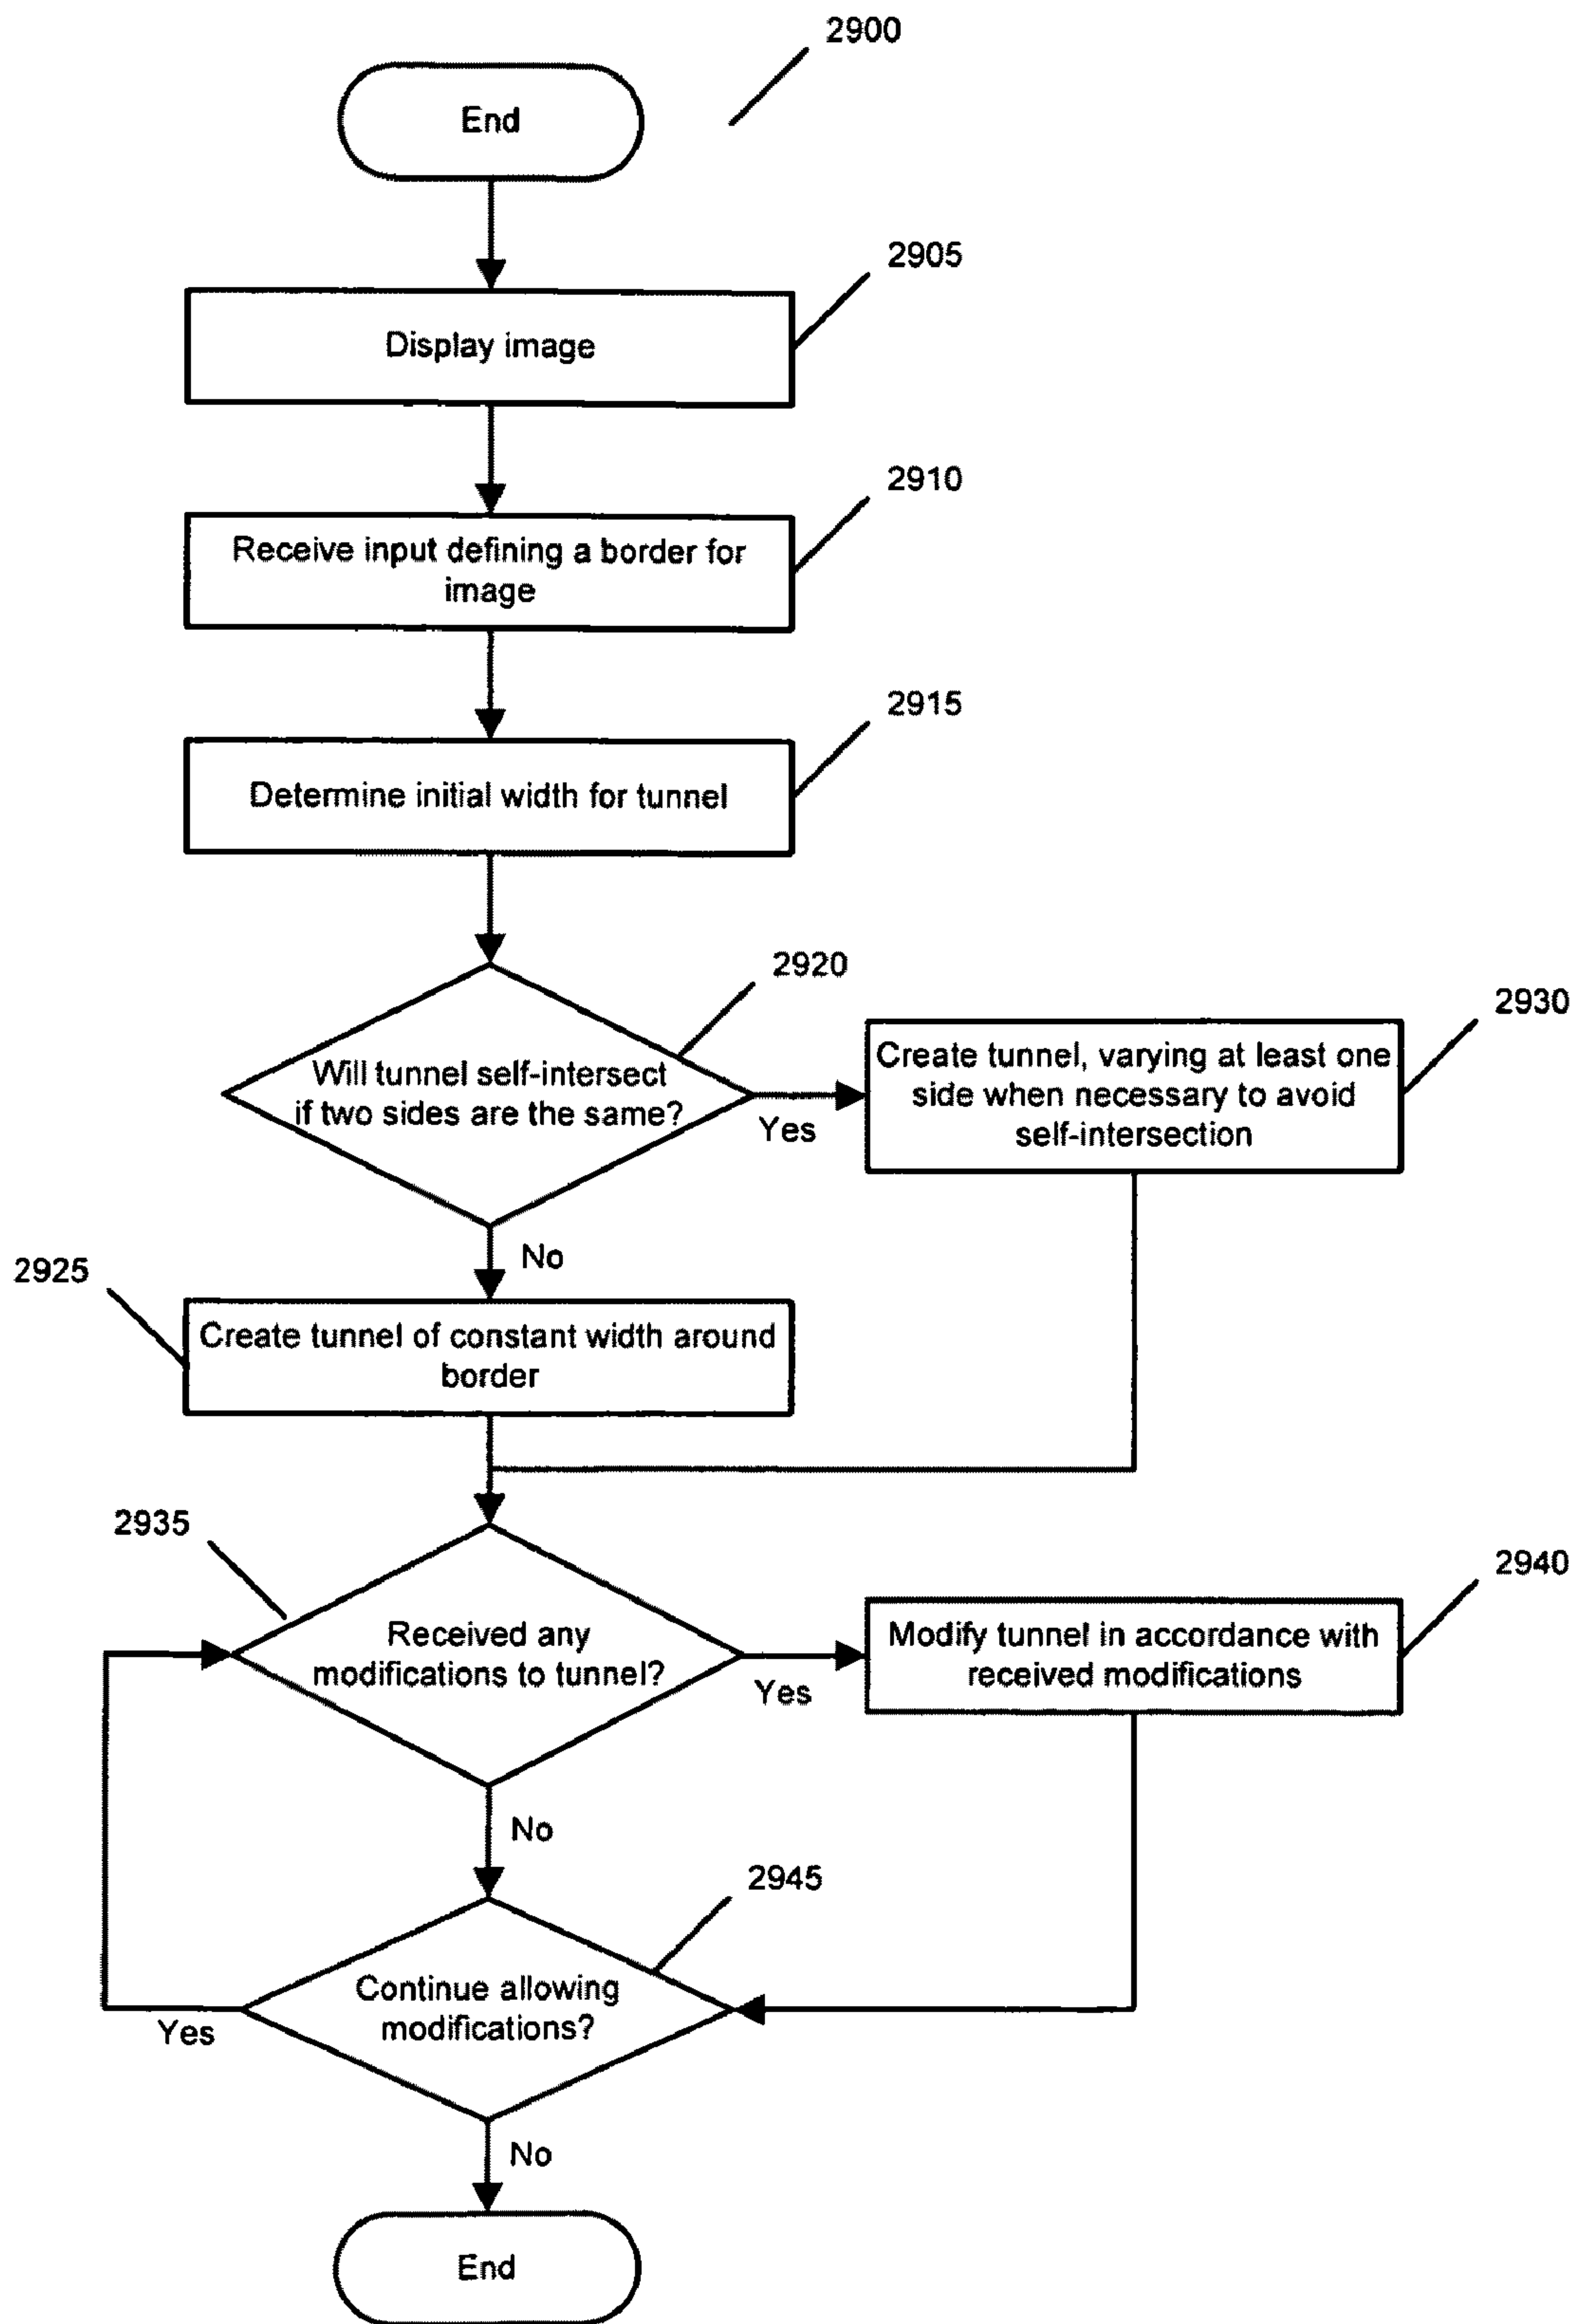 2900
End
2905
Display image
2910
Receive input defining a border for
image
2915
Determine initial width for tunnel
2920
Will tunnel self-intersect
if two sides are the same?
Yes
2930
Create tunnel, varying at least one
side when necessary to avoid
self-intersection
No
2925
Create tunnel of constant width around
border
2935
Received any
modifications to tunnel?
Yes
2940
Modify tunnel in accordance with
received modifications
No
2945
Continue allowing
modifications?
Yes
No
End